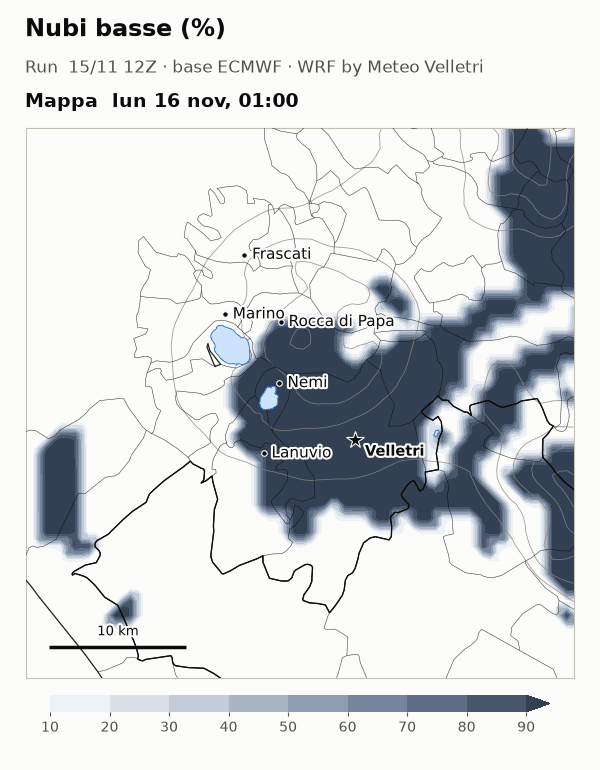 Nubi basse (%)
Run  15/11 12Z · base ECMWF · WRF by Meteo Velletri
Mappa  lun 16 nov, 01:00
Frascati
Marino
Rocca di Papa
Nemi
Velletri
Lanuvio
10 km
10 20 30 40 50 60 70 80 90